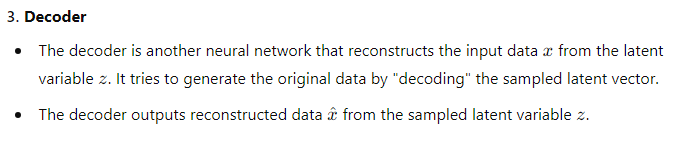 3. Decoder
• The decoder is another neural network that reconstructs the input data x from the latent
variable z. It tries to generate the original data by "decoding" the sampled latent vector.
• The decoder outputs reconstructed data x̂ from the sampled latent variable z.